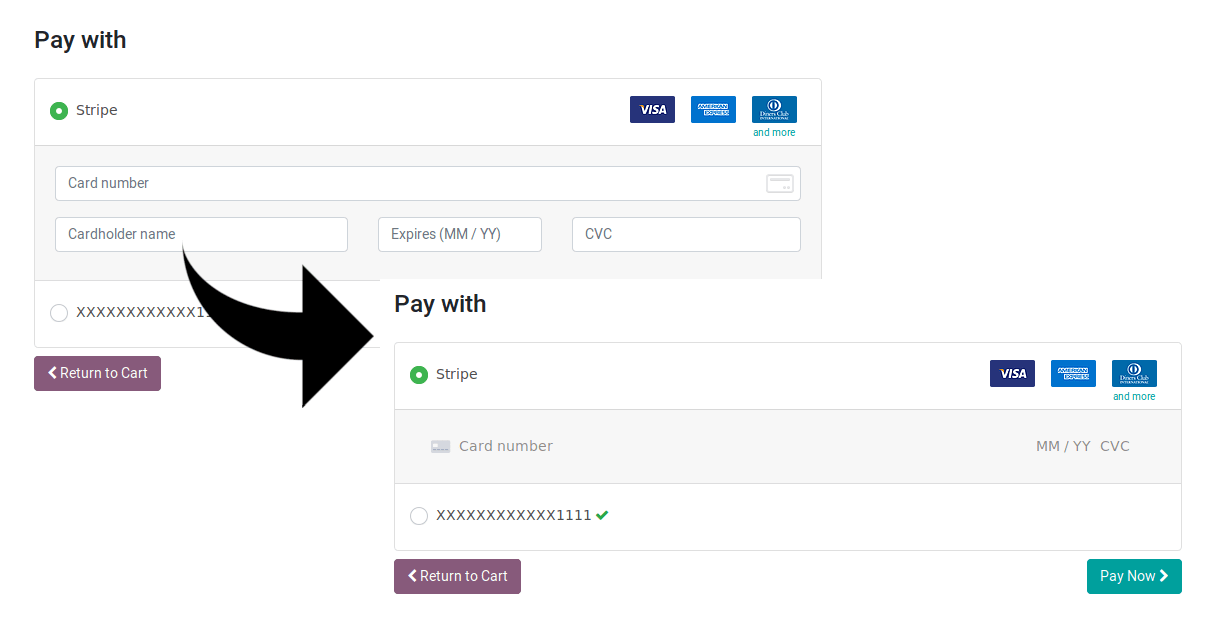 Pay with
Stripe
VISA
AMERICAN EXPRESS
Diners Club
INTERNATIONAL
and more
Card number
Cardholder name
Expires (MM / YY)
CVC
XXXXXXXXXXXX11
Return to Cart
Pay with
Stripe
VISA
AMERICAN EXPRESS
Diners Club
INTERNATIONAL
and more
Card number
MM / YY CVC
XXXXXXXXXXXX1111
Return to Cart
Pay Now